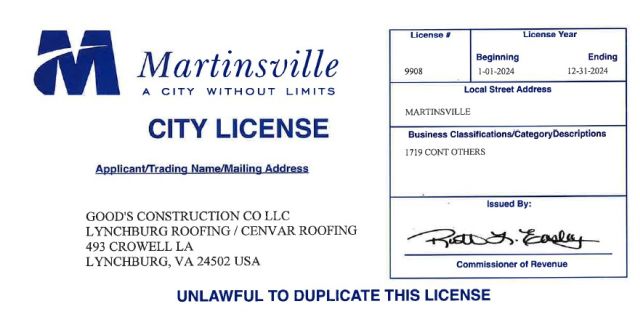 Martinsville
A CITY WITHOUT LIMITS
CITY LICENSE
Applicant/Trading Name/Mailing Address
GOOD'S CONSTRUCTION CO LLC
LYNCHBURG ROOFING / CENVAR ROOFING
493 CROWELL LA
LYNCHBURG, VA 24502 USA
License #
License Year
Beginning
Ending
9908
1-01-2024
12-31-2024
Local Street Address
MARTINSVILLE
Business Classifications/CategoryDescriptions
1719 CONT OTHERS
Issued By:
Commissioner of Revenue
UNLAWFUL TO DUPLICATE THIS LICENSE